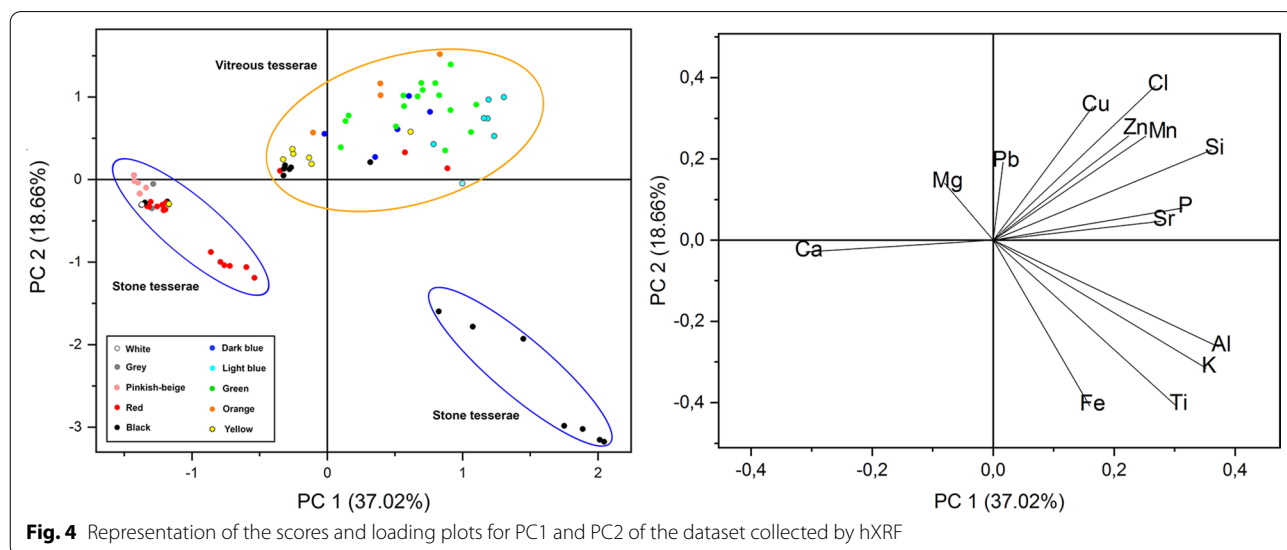 Vitreous tesserae
1
0
-1
-2
-3
PC 2 (18.66%)
Stone tesserae
Stone tesserae
White
Grey
Pinkish-beige
Red
Black
Dark blue
Light blue
Green
Orange
Yellow
-1
0
1
2
PC 1 (37.02%)
0,4
0,2
0,0
-0,2
-0,4
PC 2 (18.66%)
Cl
Cu
Zn
Mn
Si
Pb
Mg
P
Sr
Ca
Al
K
Fe
Ti
-0,4
-0,2
0,0
0,2
0,4
PC 1 (37.02%)
Fig. 4 Representation of the scores and loading plots for PC1 and PC2 of the dataset collected by hXRF